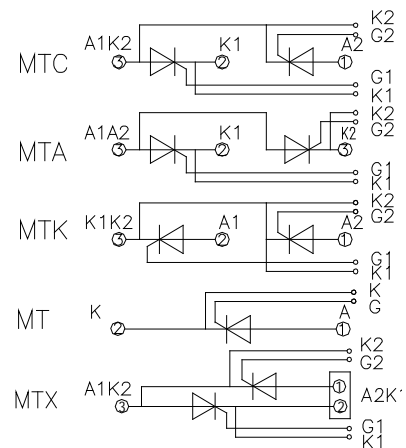 K2
G2
A1K2 K1 A2
MTC ③ ② ①
G1
K1
K2
G2
A1A2 K1 K2
MTA ③ ② ③
G1
K1
K2
G2
K1K2 A1 A2
MTK ③ ② ①
G1
K1
K
G
MT K A
② ①
K2
G2
MTX A1K2 ① A2K1
③ ②
G1
K1